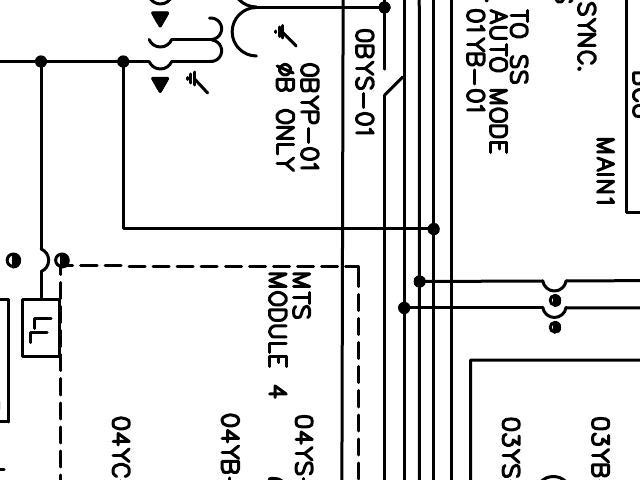 SYNC.
TO SS
AUTO MODE
01YB-01
MAIN1
0BYS-01
0BYP-01
ØB ONLY
MTS
MODULE 4
LL
04YS-
04YB-
04YC
03YB
03YS